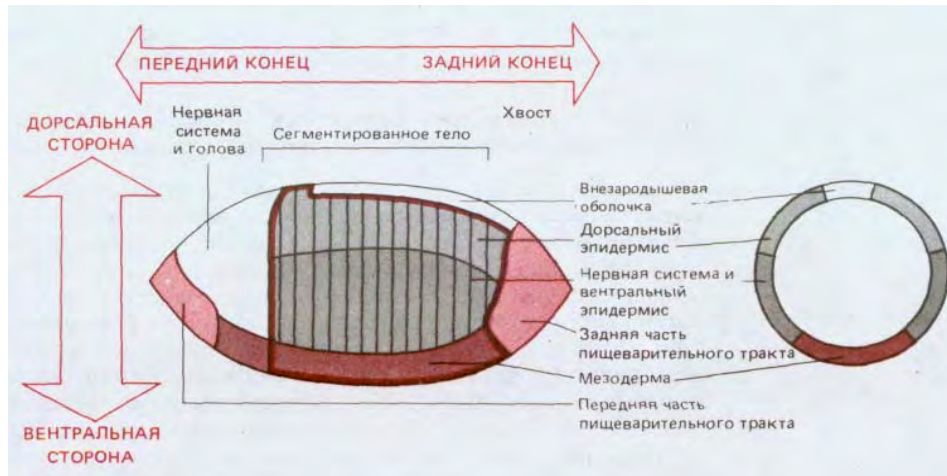 ПЕРЕДНИЙ КОНЕЦ
ЗАДНИЙ КОНЕЦ
ДОРСАЛЬНАЯ
СТОРОНА
Нервная
система
и голова
Сегментированное тело
Хвост
Внезародышевая
оболочка
Дорсальный
эпидермис
Нервная система и
вентральный
эпидермис
Задняя часть
пищеварительного тракта
Мезодерма
Передняя часть
пищеварительного тракта
ВЕНТРАЛЬНАЯ
СТОРОНА